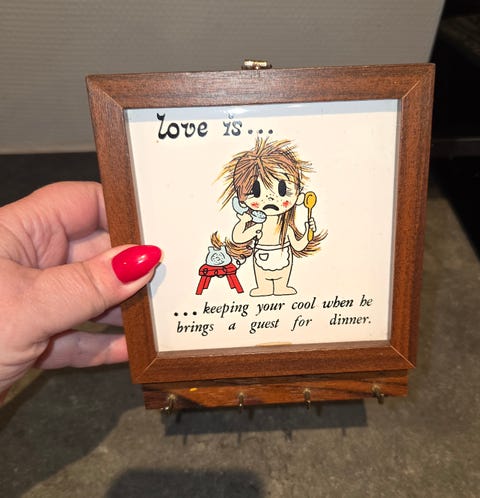 love is...
...keeping your cool when he
brings a guest for dinner.